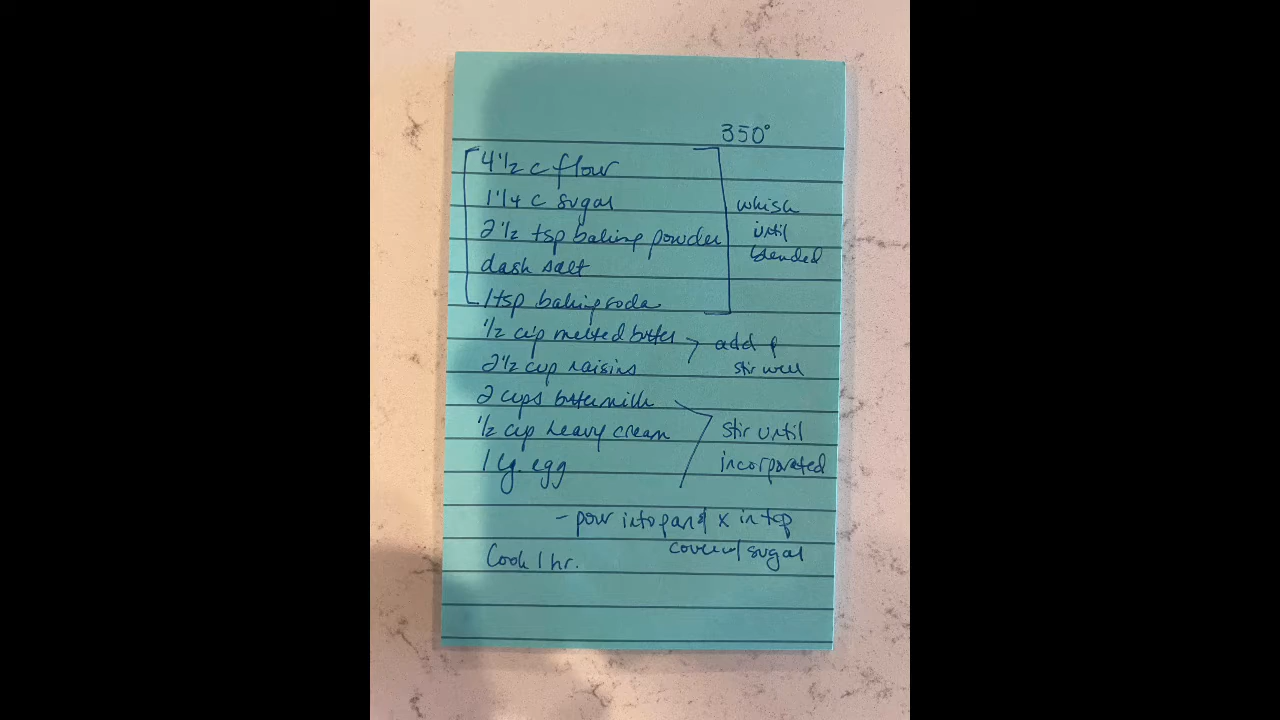 350°
4 1/2 c flour
1 1/4 c sugar
whisk
2 1/2 tsp baking powder
until
blended
dash salt
1 tsp baking soda
1/2 cup melted butter
add &
2 1/2 cup raisins
stir well
2 cups buttermilk
1/2 cup heavy cream
stir until
1 lg. egg
incorporated
- pour into pan & x in top
cover w/ sugar
Cook 1 hr.